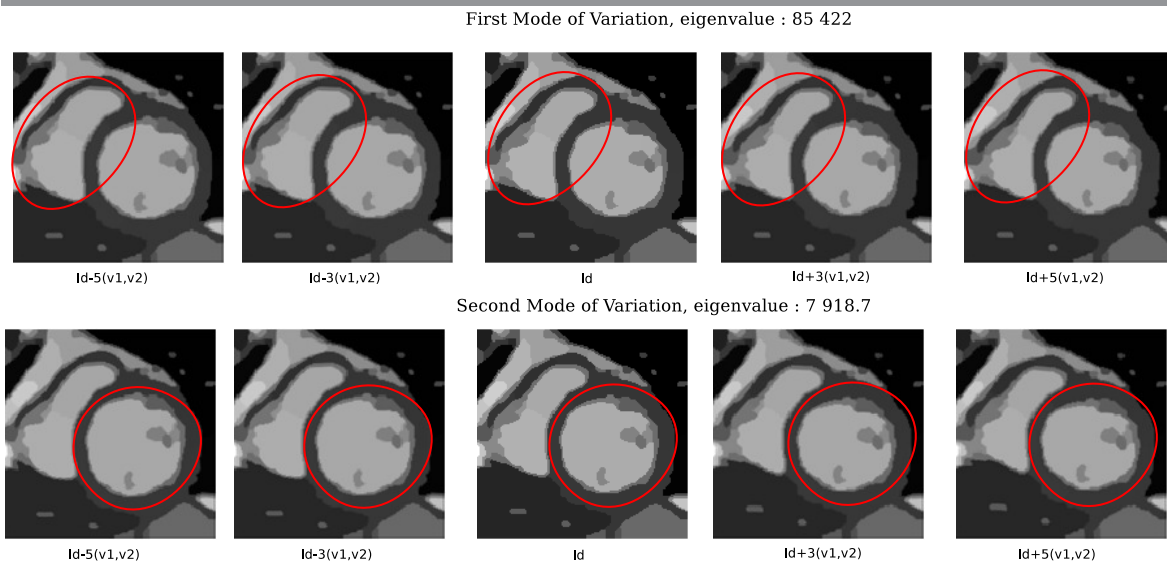 First Mode of Variation, eigenvalue : 85 422
Id-5(v1,v2) Id-3(v1,v2) Id Id+3(v1,v2) Id+5(v1,v2)
Second Mode of Variation, eigenvalue : 7 918.7
Id-5(v1,v2) Id-3(v1,v2) Id Id+3(v1,v2) Id+5(v1,v2)